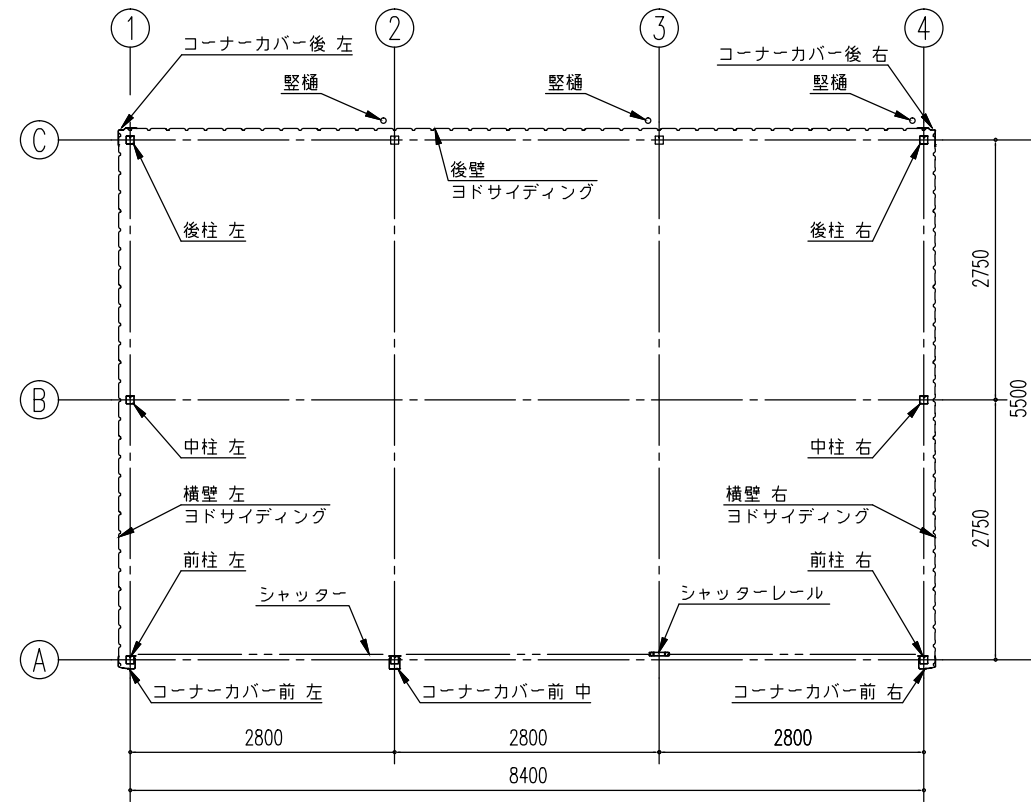 1
2
3
4
コーナーカバー後 左
コーナーカバー後 右
竪樋
竪樋
竪樋
C
後壁
ヨドサイディング
後柱 左
後柱 右
2750
B
5500
中柱 左
中柱 右
横壁 左
ヨドサイディング
横壁 右
ヨドサイディング
2750
前柱 左
前柱 右
シャッター
シャッターレール
A
コーナーカバー前 左
コーナーカバー前 中
コーナーカバー前 右
2800
2800
2800
8400